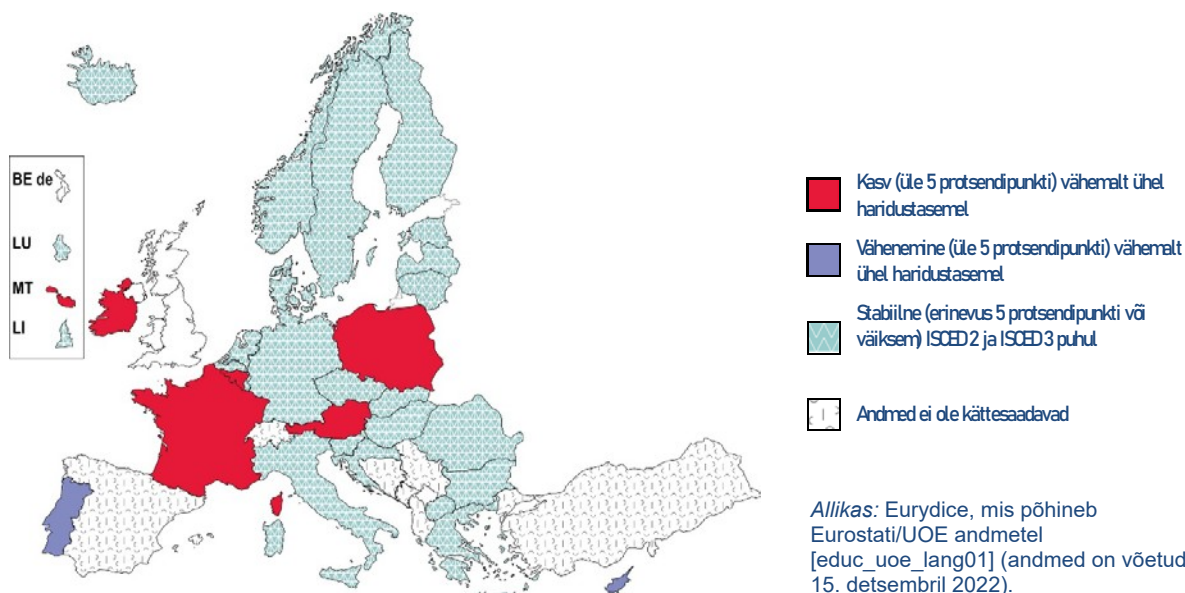 BE de
LU
MT
LI
Kasv (üle 5 protsendipunkti) vähemalt ühel
haridustasemel
Vähenemine (üle 5 protsendipunkti) vähemalt
ühel haridustasemel
Stabiilne (erinevus 5 protsendipunkti või
väiksem) ISCED 2 ja ISCED 3 puhul
Andmed ei ole kättesaadavad
Allikas: Eurydice, mis põhineb
Eurostati/UOE andmetel
[educ_uoe_lang01] (andmed on võetud
15. detsembril 2022).